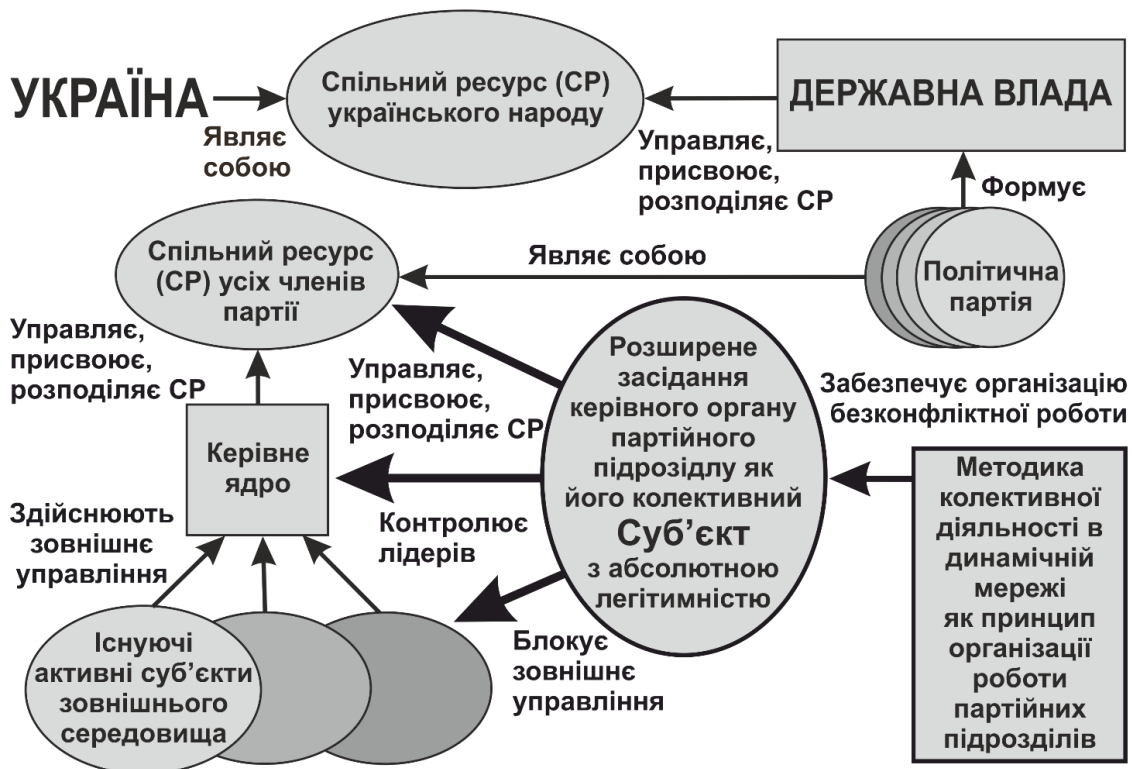 УКРАЇНА
Являє
собою
Спільний ресурс (СР)
українського народу
ДЕРЖАВНА ВЛАДА
Управляє,
присвоює,
розподіляє СР
Формує
Політична
партія
Являє собою
Спільний ресурс
(СР) усіх членів
партії
Управляє,
присвоює,
розподіляє СР
Управляє,
присвоює,
розподіляє СР
Керівне
ядро
Контролює
лідерів
Здійснюють
зовнішнє
управління
Існуючі
активні суб’єкти
зовнішнього
середовища
Блокує
зовнішнє
управління
Розширене
засідання
керівного органу
партійного
підрозідлу як
його колективний
Суб’єкт
з абсолютною
легітимністю
Забезпечує організацію
безконфліктної роботи
Методика
колективної
діяльності в
динамічній
мережі
як принцип
організації
роботи
партійних
підрозділів